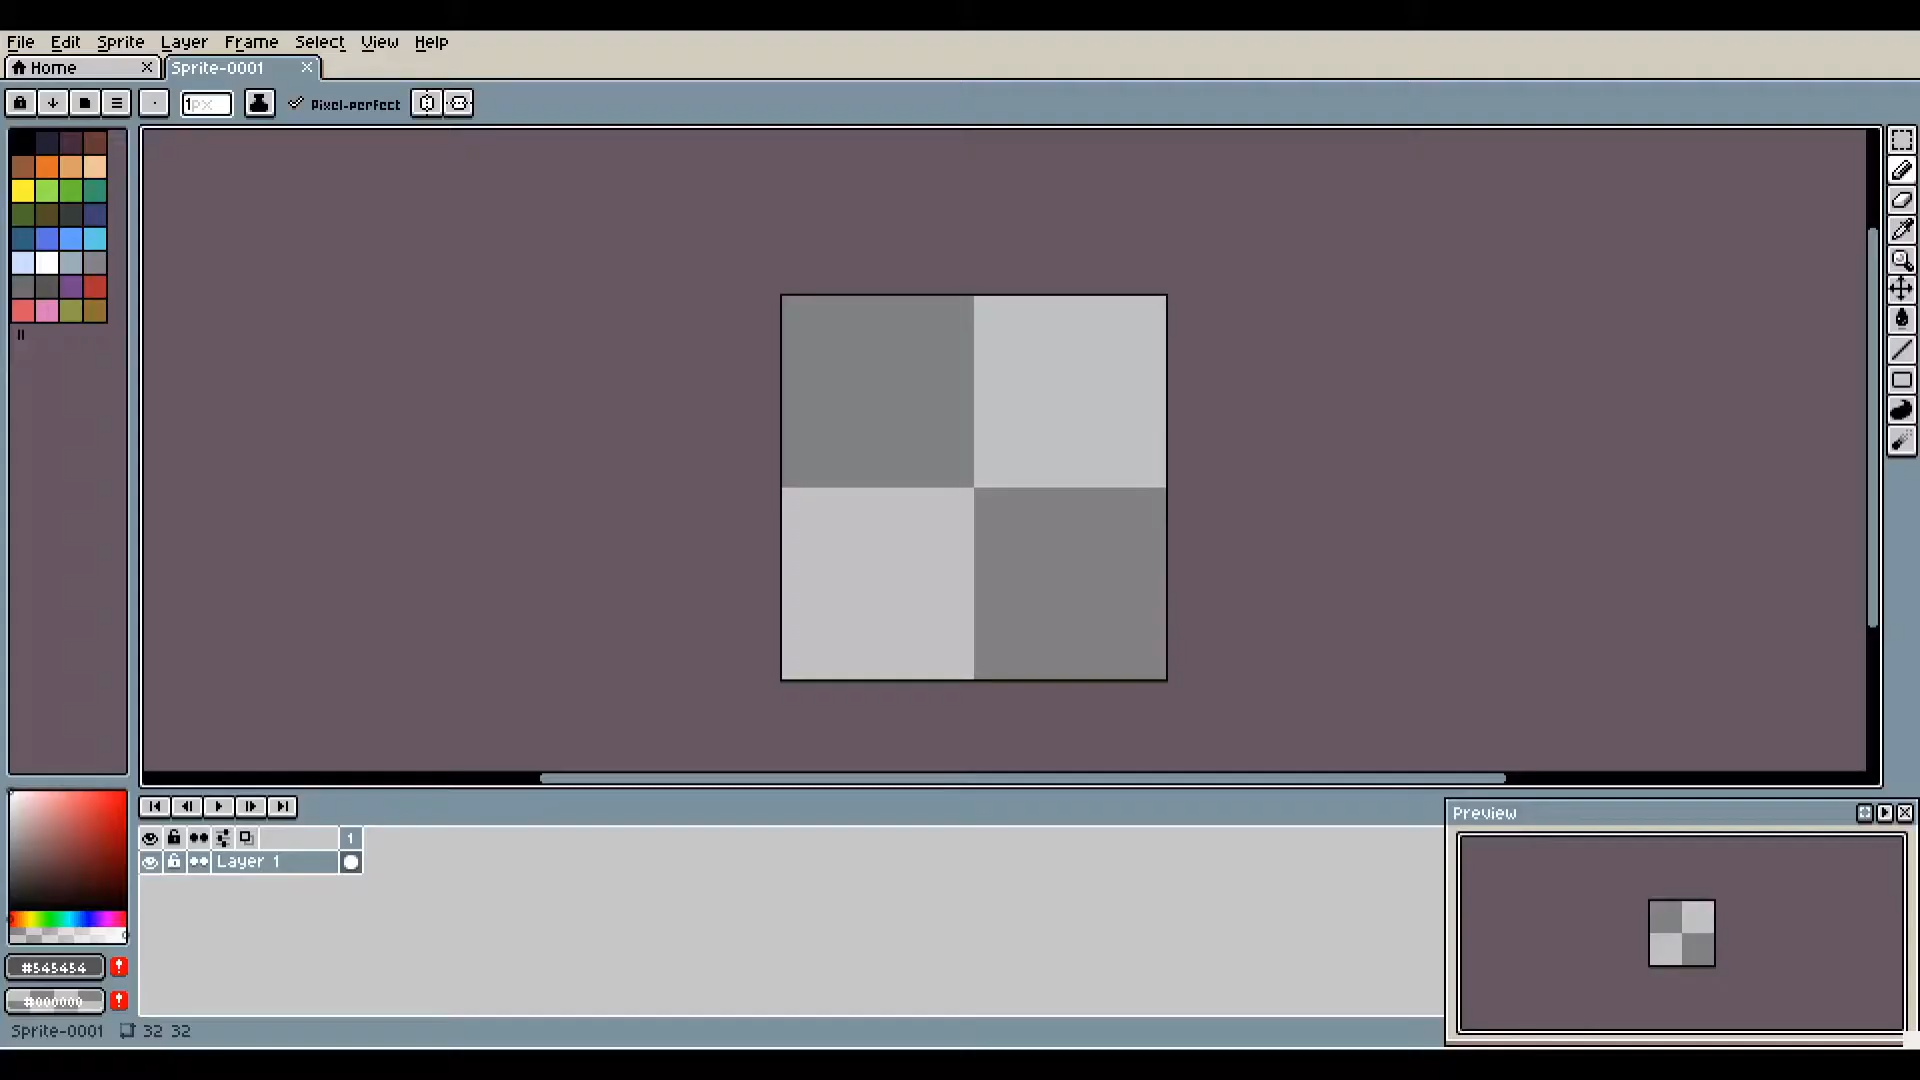 File Edit Sprite Layer Frame Select View Help
Home Sprite-0001
1px Pixel-perfect
1
Layer 1
Preview
#545454
#000000
Sprite-0001 32 32